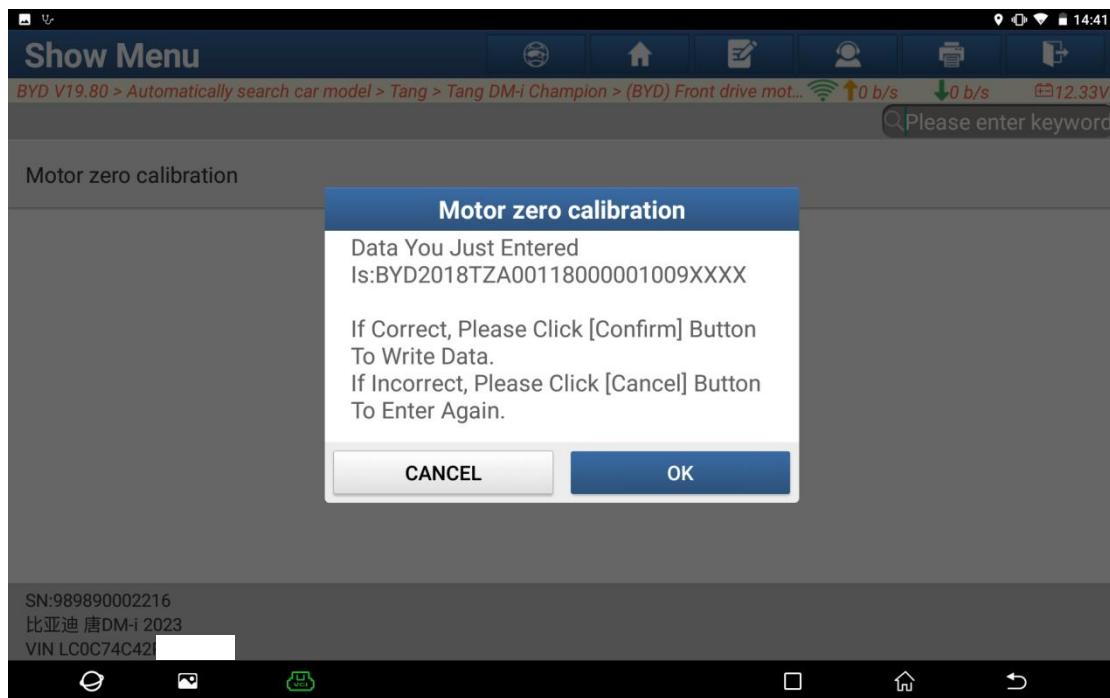 14:41
Show Menu
BYD V19.80 > Automatically search car model > Tang > Tang DM-i Champion > (BYD) Front drive mot... 0 b/s 0 b/s 12.33V
Please enter keyword
Motor zero calibration
Motor zero calibration
Data You Just Entered
Is:BYD2018TZA00118000001009XXXX
If Correct, Please Click [Confirm] Button
To Write Data.
If Incorrect, Please Click [Cancel] Button
To Enter Again.
CANCEL OK
SN:989890002216
比亚迪 唐DM-i 2023
VIN LC0C74C42
VCI